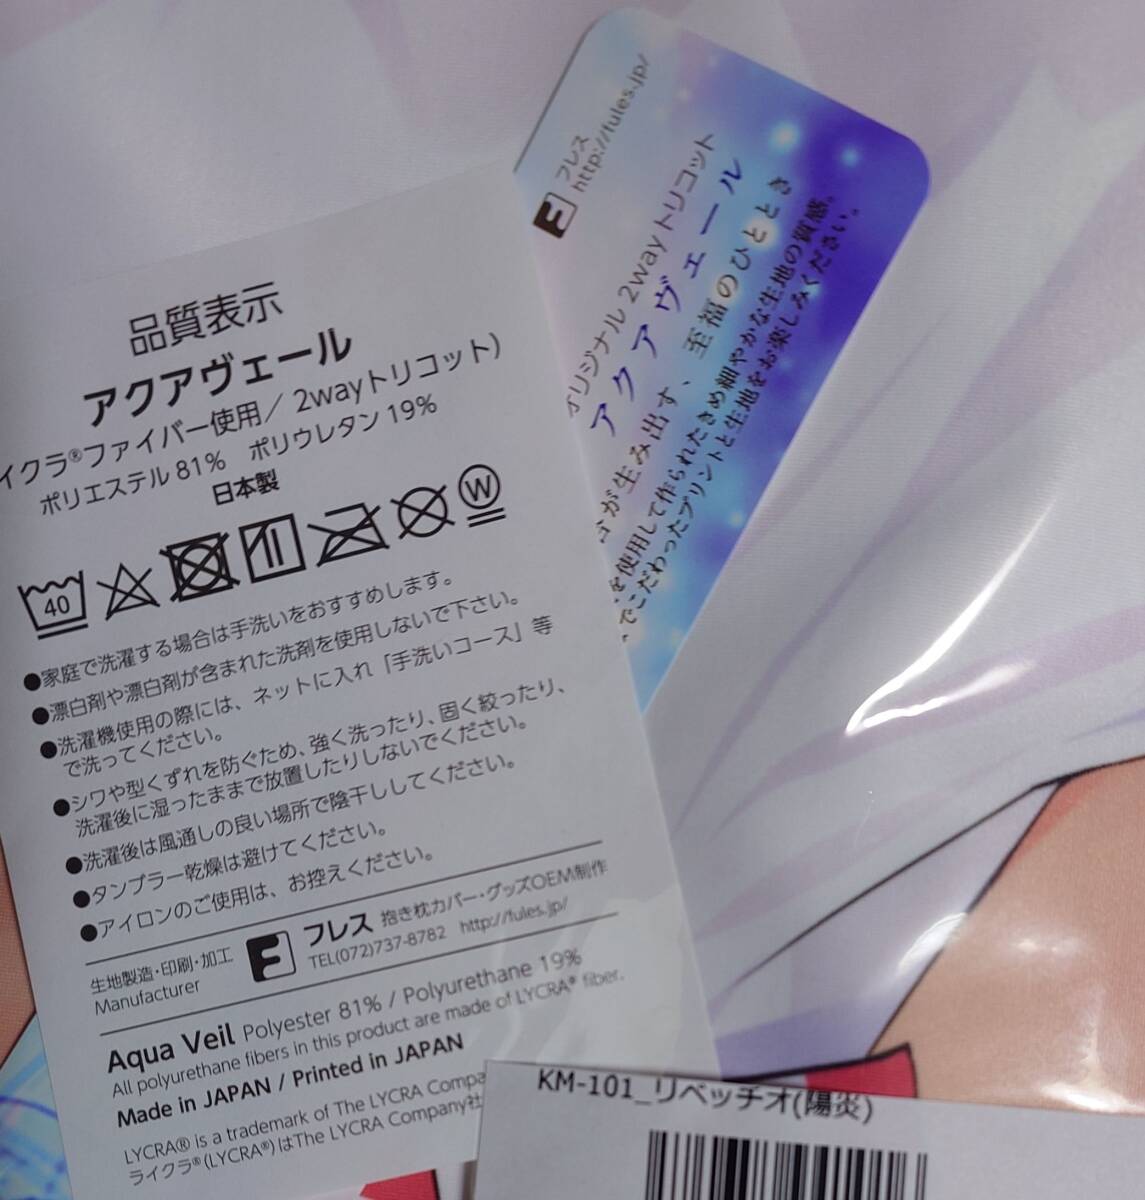 品質表示
アクアヴェール
イクラ®ファイバー使用／ 2wayトリコット)
ポリエステル 81% ポリウレタン 19%
日本製
40
W
●家庭で洗濯する場合は手洗いをおすすめします。
●漂白剤や漂白剤が含まれた洗剤を使用しないで下さい。
●洗濯機使用の際には、ネットに入れ「手洗いコース」等
で洗ってください。
●シワや型くずれを防ぐため、強く洗ったり、固く絞ったり、
洗濯後に湿ったままで放置したりしないでください。
●洗濯後は風通しの良い場所で陰干ししてください。
●タンブラー乾燥は避けてください。
●アイロンのご使用は、お控えください。
生地製造・印刷・加工
Manufacturer
フレス 抱き枕カバー・グッズOEM制作
TEL(072)737-8782 http://fules.jp/
Aqua Veil Polyester 81% / Polyurethane 19%
All polyurethane fibers in this product are made of LYCRA® fiber.
Made in JAPAN / Printed in JAPAN
LYCRA® is a trademark of The LYCRA Compa
ライクラ®(LYCRA®)はThe LYCRA Company社
フレス
http://fules.jp/
オリジナル 2wayトリコット
アクアヴェール
が生み出す、至福のひととき
を使用して作られたきめ細やかな生地の質感。
でこだわったプリントと生地をお楽しみください。
KM-101_リペッチオ(陽炎)